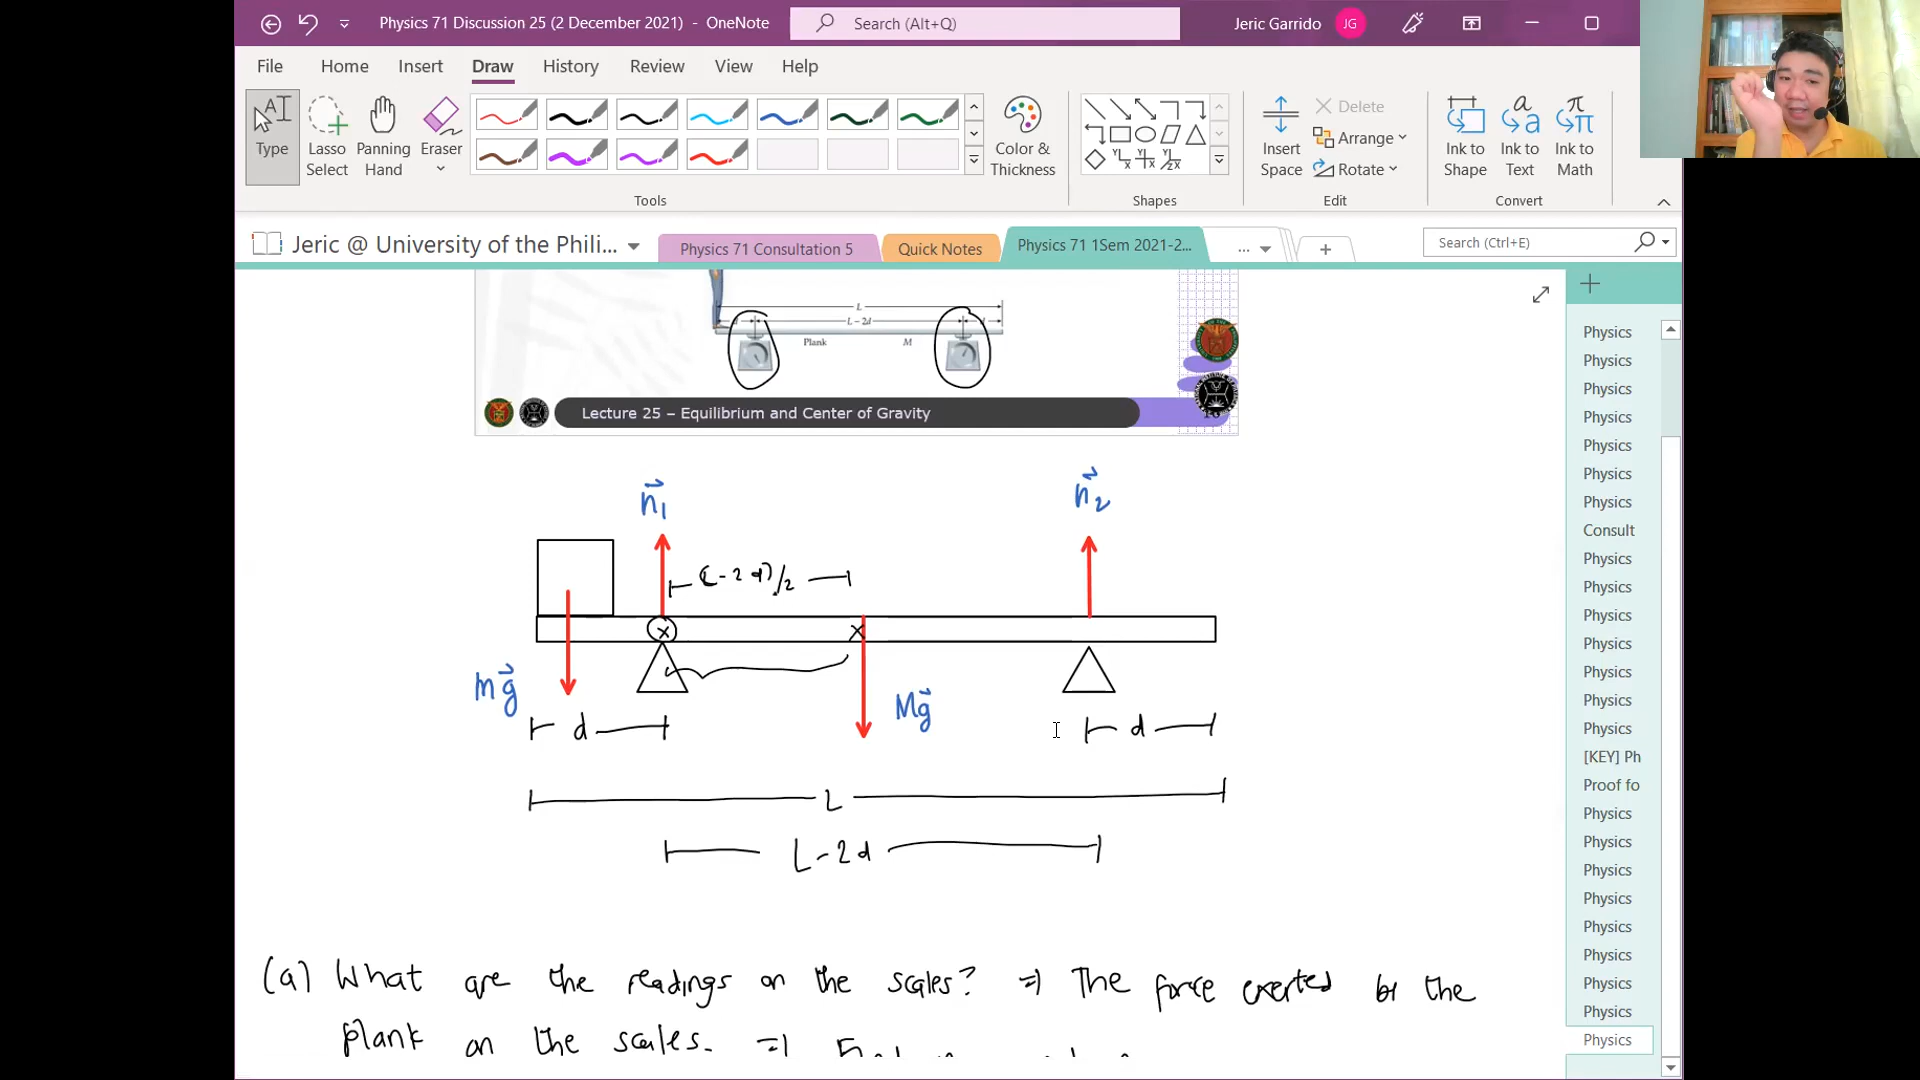 Physics 71 Discussion 25 (2 December 2021) - OneNote
Search (Alt+Q)
Jeric Garrido
JG
File Home Insert Draw History Review View Help
Type
Lasso Select
Panning Hand
Eraser
Color & Thickness
Insert Space
Delete
Arrange
Rotate
Ink to Shape
Ink to Text
Ink to Math
Tools Shapes Edit Convert
Jeric @ University of the Phili...
Physics 71 Consultation 5
Quick Notes
Physics 71 1Sem 2021-2...
...
Search (Ctrl+E)
L
d L-2d d
Plank M
Lecture 25 – Equilibrium and Center of Gravity
n⃗1 n⃗2
(L-2d)/2
x x
mg⃗ Mg⃗
d d
L
L-2d
(a) What are the readings on the scales? ⇒ The force exerted by the
plank on the scales. ⇒
Physics
Physics
Physics
Physics
Physics
Physics
Physics
Consult
Physics
Physics
Physics
Physics
Physics
Physics
Physics
[KEY] Ph
Proof fo
Physics
Physics
Physics
Physics
Physics
Physics
Physics
Physics
Physics